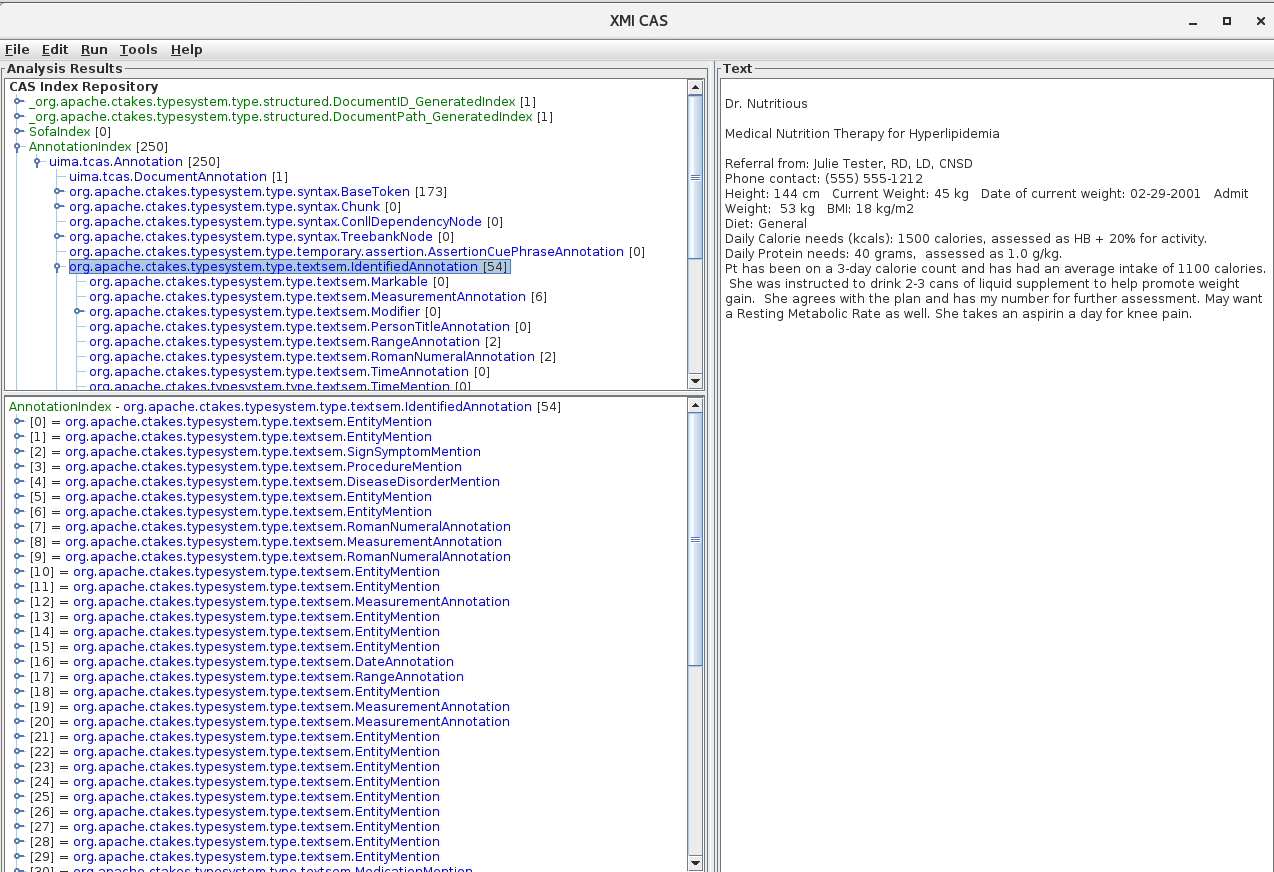 XMI CAS
File Edit Run Tools Help
Analysis Results
CAS Index Repository
_org.apache.ctakes.typesystem.type.structured.DocumentID_GeneratedIndex [1]
_org.apache.ctakes.typesystem.type.structured.DocumentPath_GeneratedIndex [1]
SofaIndex [0]
AnnotationIndex [250]
uima.tcas.Annotation [250]
uima.tcas.DocumentAnnotation [1]
org.apache.ctakes.typesystem.type.syntax.BaseToken [173]
org.apache.ctakes.typesystem.type.syntax.Chunk [0]
org.apache.ctakes.typesystem.type.syntax.ConllDependencyNode [0]
org.apache.ctakes.typesystem.type.syntax.TreebankNode [0]
org.apache.ctakes.typesystem.type.temporary.assertion.AssertionCuePhraseAnnotation [0]
org.apache.ctakes.typesystem.type.textsem.IdentifiedAnnotation [54]
org.apache.ctakes.typesystem.type.textsem.Markable [0]
org.apache.ctakes.typesystem.type.textsem.MeasurementAnnotation [6]
org.apache.ctakes.typesystem.type.textsem.Modifier [0]
org.apache.ctakes.typesystem.type.textsem.PersonTitleAnnotation [0]
org.apache.ctakes.typesystem.type.textsem.RangeAnnotation [2]
org.apache.ctakes.typesystem.type.textsem.RomanNumeralAnnotation [2]
org.apache.ctakes.typesystem.type.textsem.TimeAnnotation [0]
org.apache.ctakes.typesystem.type.textsem.TimeMention [0]
AnnotationIndex - org.apache.ctakes.typesystem.type.textsem.IdentifiedAnnotation [54]
[0] = org.apache.ctakes.typesystem.type.textsem.EntityMention
[1] = org.apache.ctakes.typesystem.type.textsem.EntityMention
[2] = org.apache.ctakes.typesystem.type.textsem.SignSymptomMention
[3] = org.apache.ctakes.typesystem.type.textsem.ProcedureMention
[4] = org.apache.ctakes.typesystem.type.textsem.DiseaseDisorderMention
[5] = org.apache.ctakes.typesystem.type.textsem.EntityMention
[6] = org.apache.ctakes.typesystem.type.textsem.EntityMention
[7] = org.apache.ctakes.typesystem.type.textsem.RomanNumeralAnnotation
[8] = org.apache.ctakes.typesystem.type.textsem.MeasurementAnnotation
[9] = org.apache.ctakes.typesystem.type.textsem.RomanNumeralAnnotation
[10] = org.apache.ctakes.typesystem.type.textsem.EntityMention
[11] = org.apache.ctakes.typesystem.type.textsem.EntityMention
[12] = org.apache.ctakes.typesystem.type.textsem.MeasurementAnnotation
[13] = org.apache.ctakes.typesystem.type.textsem.EntityMention
[14] = org.apache.ctakes.typesystem.type.textsem.EntityMention
[15] = org.apache.ctakes.typesystem.type.textsem.EntityMention
[16] = org.apache.ctakes.typesystem.type.textsem.DateAnnotation
[17] = org.apache.ctakes.typesystem.type.textsem.RangeAnnotation
[18] = org.apache.ctakes.typesystem.type.textsem.EntityMention
[19] = org.apache.ctakes.typesystem.type.textsem.MeasurementAnnotation
[20] = org.apache.ctakes.typesystem.type.textsem.MeasurementAnnotation
[21] = org.apache.ctakes.typesystem.type.textsem.EntityMention
[22] = org.apache.ctakes.typesystem.type.textsem.EntityMention
[23] = org.apache.ctakes.typesystem.type.textsem.EntityMention
[24] = org.apache.ctakes.typesystem.type.textsem.EntityMention
[25] = org.apache.ctakes.typesystem.type.textsem.EntityMention
[26] = org.apache.ctakes.typesystem.type.textsem.EntityMention
[27] = org.apache.ctakes.typesystem.type.textsem.EntityMention
[28] = org.apache.ctakes.typesystem.type.textsem.EntityMention
[29] = org.apache.ctakes.typesystem.type.textsem.EntityMention
[30] = org.apache.ctakes.typesystem.type.textsem.MedicationMention
Text
Dr. Nutritious
Medical Nutrition Therapy for Hyperlipidemia
Referral from: Julie Tester, RD, LD, CNSD
Phone contact: (555) 555-1212
Height: 144 cm Current Weight: 45 kg Date of current weight: 02-29-2001 Admit
Weight: 53 kg BMI: 18 kg/m2
Diet: General
Daily Calorie needs (kcals): 1500 calories, assessed as HB + 20% for activity.
Daily Protein needs: 40 grams, assessed as 1.0 g/kg.
Pt has been on a 3-day calorie count and has had an average intake of 1100 calories.
She was instructed to drink 2-3 cans of liquid supplement to help promote weight
gain. She agrees with the plan and has my number for further assessment. May want
a Resting Metabolic Rate as well. She takes an aspirin a day for knee pain.